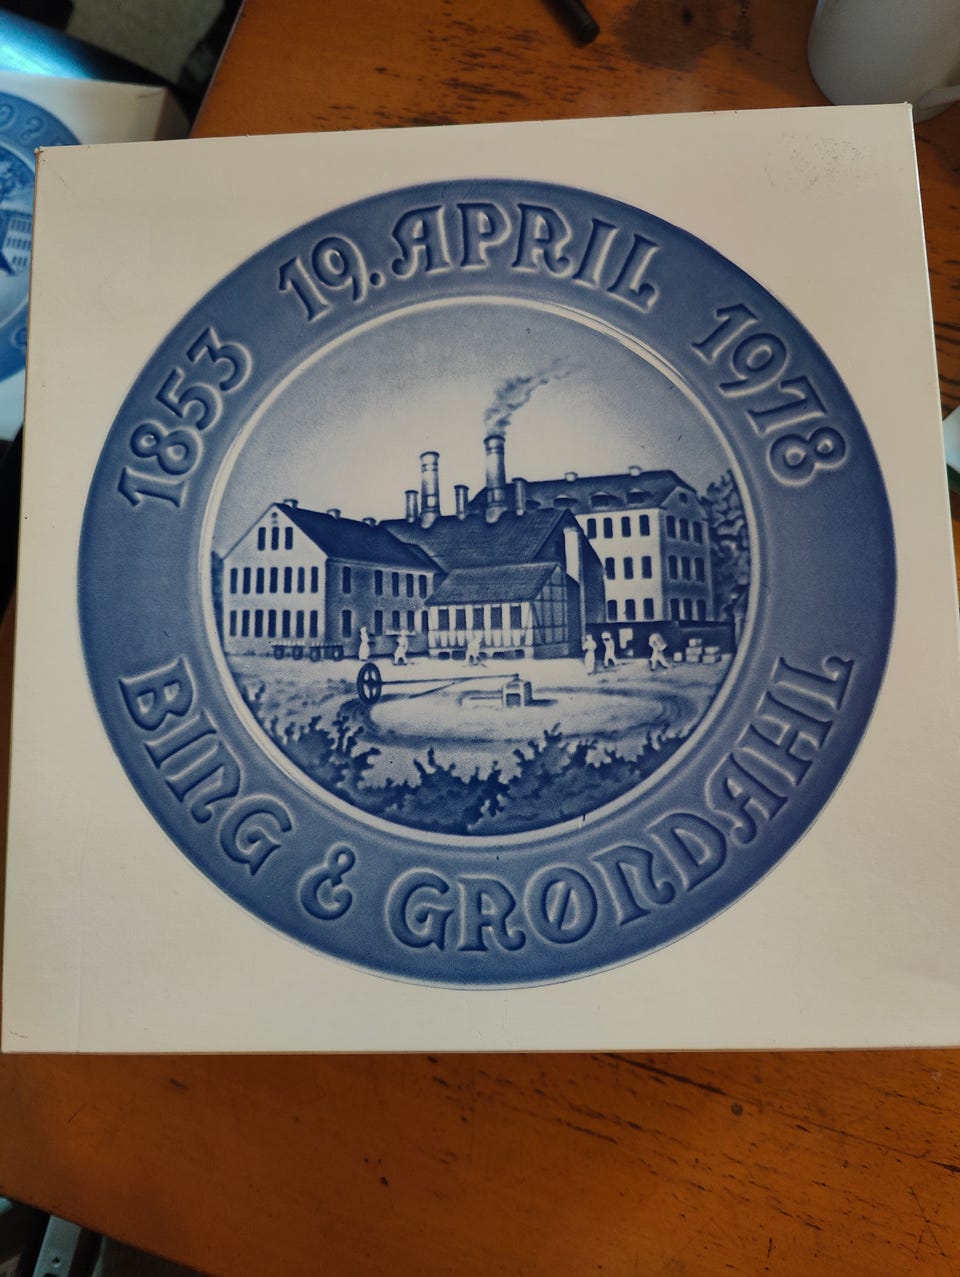 1853 19. APRIL 1978
BING & GRØNDAHL